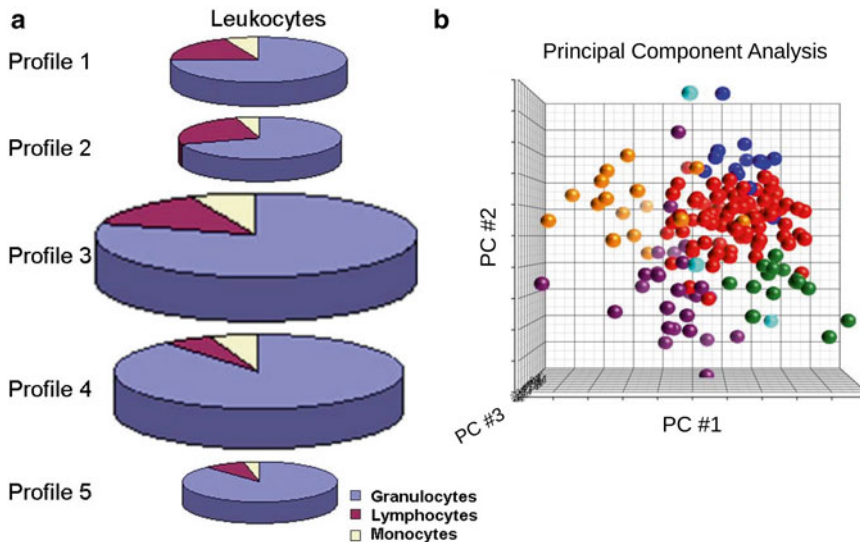 a
Leukocytes
Profile 1
Profile 2
Profile 3
Profile 4
Profile 5
Granulocytes
Lymphocytes
Monocytes
b
Principal Component Analysis
PC #2
PC #3
PC #1